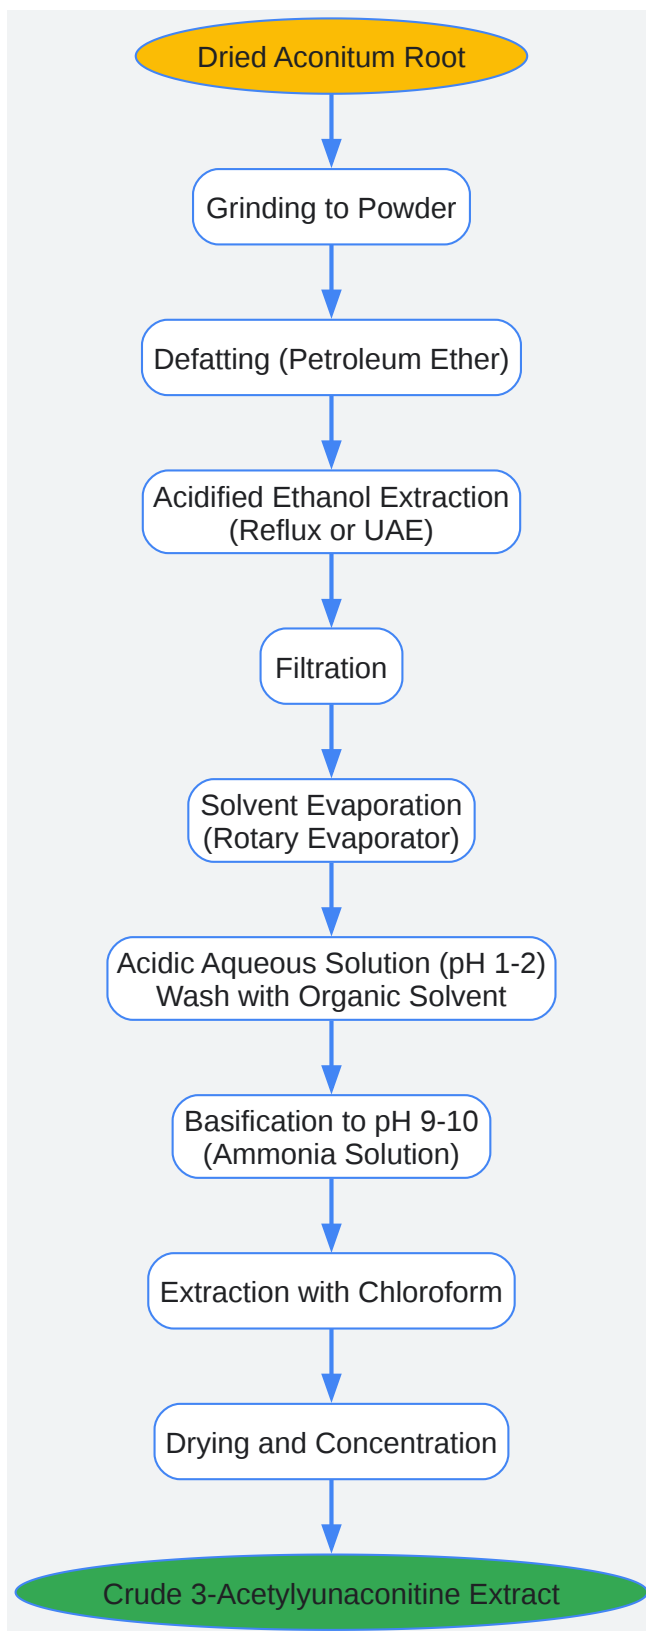 Dried Aconitum Root
Grinding to Powder
Defatting (Petroleum Ether)
Acidified Ethanol Extraction
(Reflux or UAE)
Filtration
Solvent Evaporation
(Rotary Evaporator)
Acidic Aqueous Solution (pH 1-2)
Wash with Organic Solvent
Basification to pH 9-10
(Ammonia Solution)
Extraction with Chloroform
Drying and Concentration
Crude 3-Acetylyunaconitine Extract